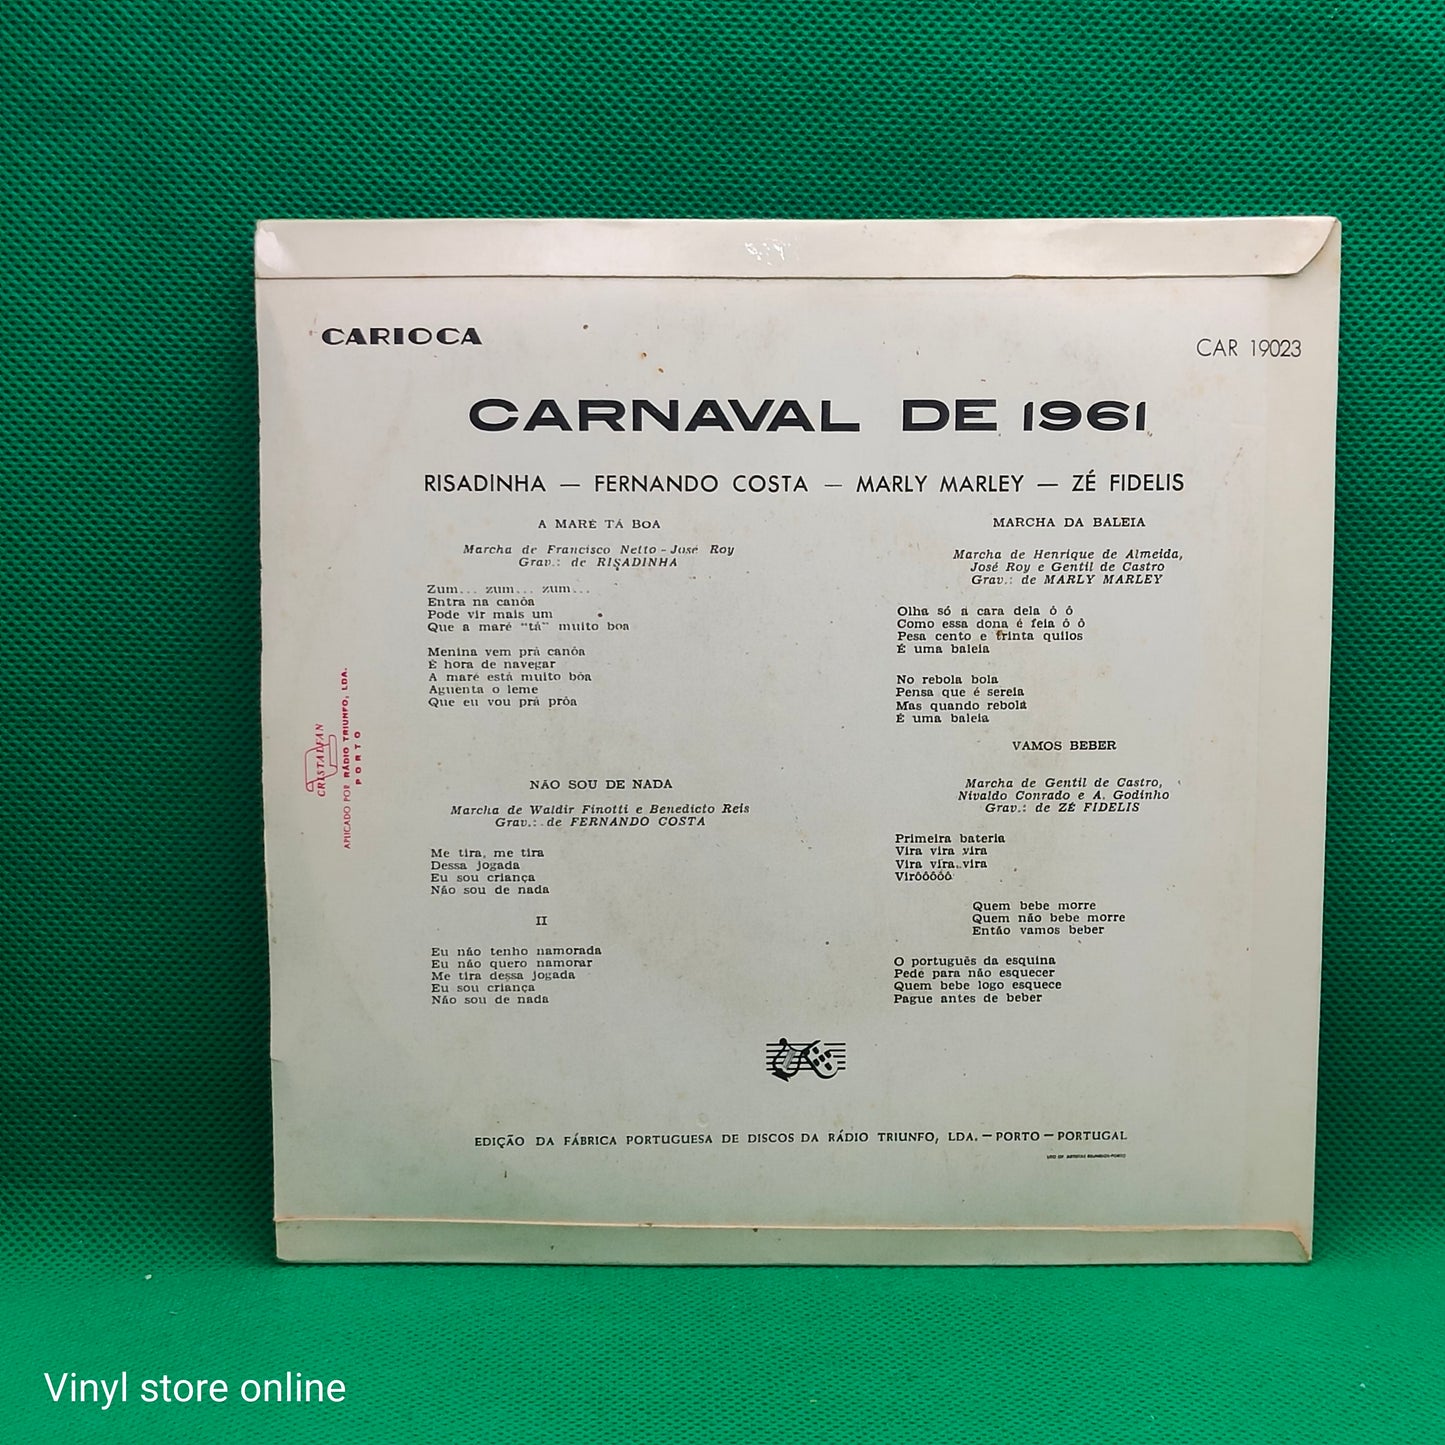 CARIOCA
CAR 19023
CARNAVAL DE 1961
RISADINHA — FERNANDO COSTA — MARLY MARLEY — ZÉ FIDELIS
A MARÉ TÁ BOA
Marcha de Francisco Netto - José Roy
Grav.: de RISADINHA
Zum... zum... zum...
Entra na canôa
Pode vir mais um
Que a maré "tá" muito boa
Menina vem prá canôa
É hora de navegar
A maré está muito bôa
Aguenta o leme
Que eu vou prá prôa
NÃO SOU DE NADA
Marcha de Waldir Finotti e Benedicto Reis
Grav.: de FERNANDO COSTA
Me tira, me tira
Dessa jogada
Eu sou criança
Não sou de nada
II
Eu não tenho namorada
Eu não quero namorar
Me tira dessa jogada
Eu sou criança
Não sou de nada
MARCHA DA BALEIA
Marcha de Henrique de Almeida,
José Roy e Gentil de Castro
Grav.: de MARLY MARLEY
Olha só a cara dela ô ô
Como essa dona é feia ô ô
Pesa cento e trinta quilos
É uma baleia
No rebola bola
Pensa que é sereia
Mas quando rebola
É uma baleia
VAMOS BEBER
Marcha de Gentil de Castro,
Nivaldo Conrado e A. Godinho
Grav.: de ZÉ FIDELIS
Primeira bateria
Vira vira vira
Vira vira vira
Virôôôôô
Quem bebe morre
Quem não bebe morre
Então vamos beber
O português da esquina
Pede para não esquecer
Quem bebe logo esquece
Pague antes de beber
CRISTALFAN
APLICADO POR RÁDIO TRIUNFO, LDA.
PORTO
EDIÇÃO DA FÁBRICA PORTUGUESA DE DISCOS DA RÁDIO TRIUNFO, LDA. — PORTO — PORTUGAL
Vinyl store online